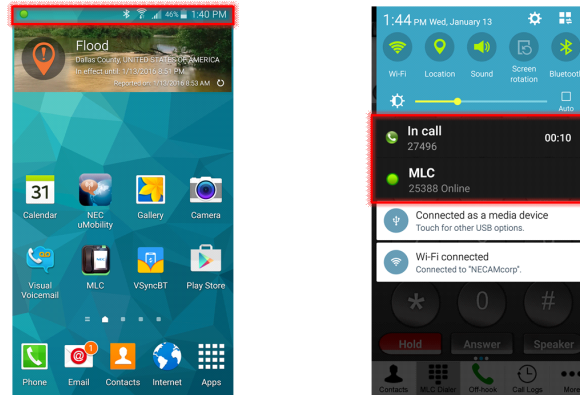 46% 1:40 PM
Flood
Dallas County, UNITED STATES OF AMERICA
In effect until: 1/13/2016 8:51 PM
Reported on: 1/13/2016 8:53 AM
31
Calendar
NEC
uMobility
Gallery
Camera
Visual
Voicemail
MLC
VSyncBT
Play Store
1
Phone
Email
Contacts
Internet
Apps
1:44 PM Wed, January 13
Wi-Fi
Location
Sound
Screen
rotation
Bluetooth
Auto
In call
27496
00:10
MLC
25388 Online
Connected as a media device
Touch for other USB options.
Wi-Fi connected
Connected to "NECAMcorp".
* 0 #
Hold Answer Speaker
Contacts MLC Dialer Off-hook Call Logs More